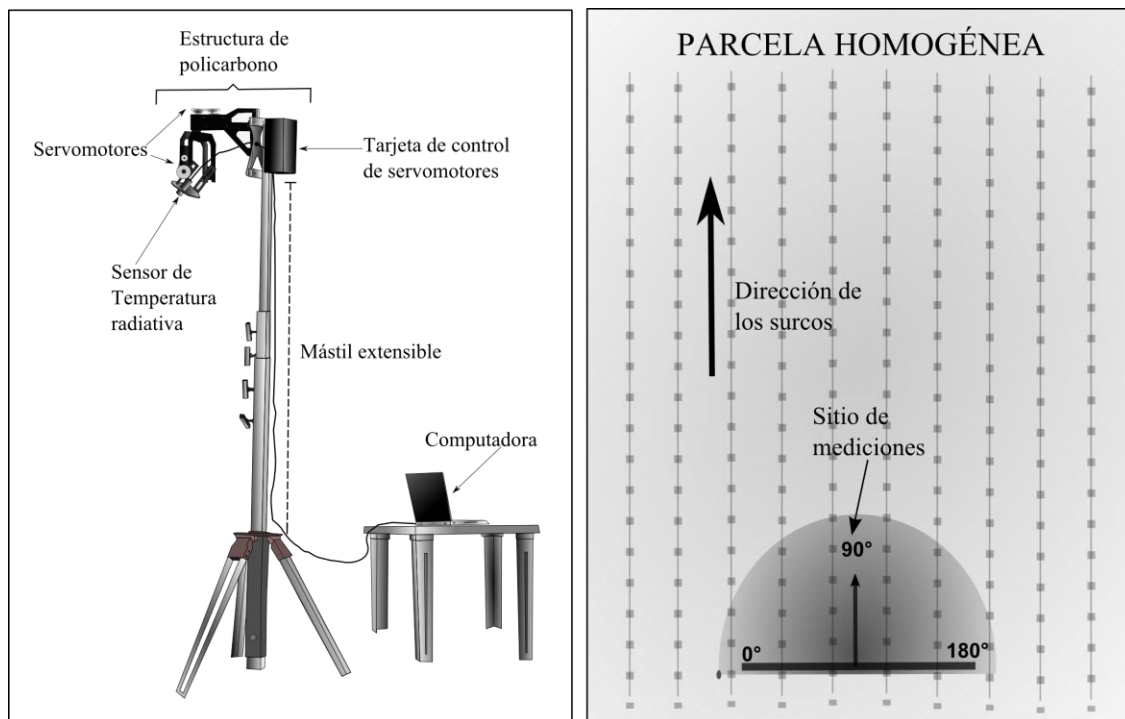 Estructura de
policarbono
Servomotores
Tarjeta de control
de servomotores
Sensor de
Temperatura
radiativa
Mástil extensible
Computadora
PARCELA HOMOGÉNEA
Dirección de
los surcos
Sitio de
mediciones
90°
0°
180°